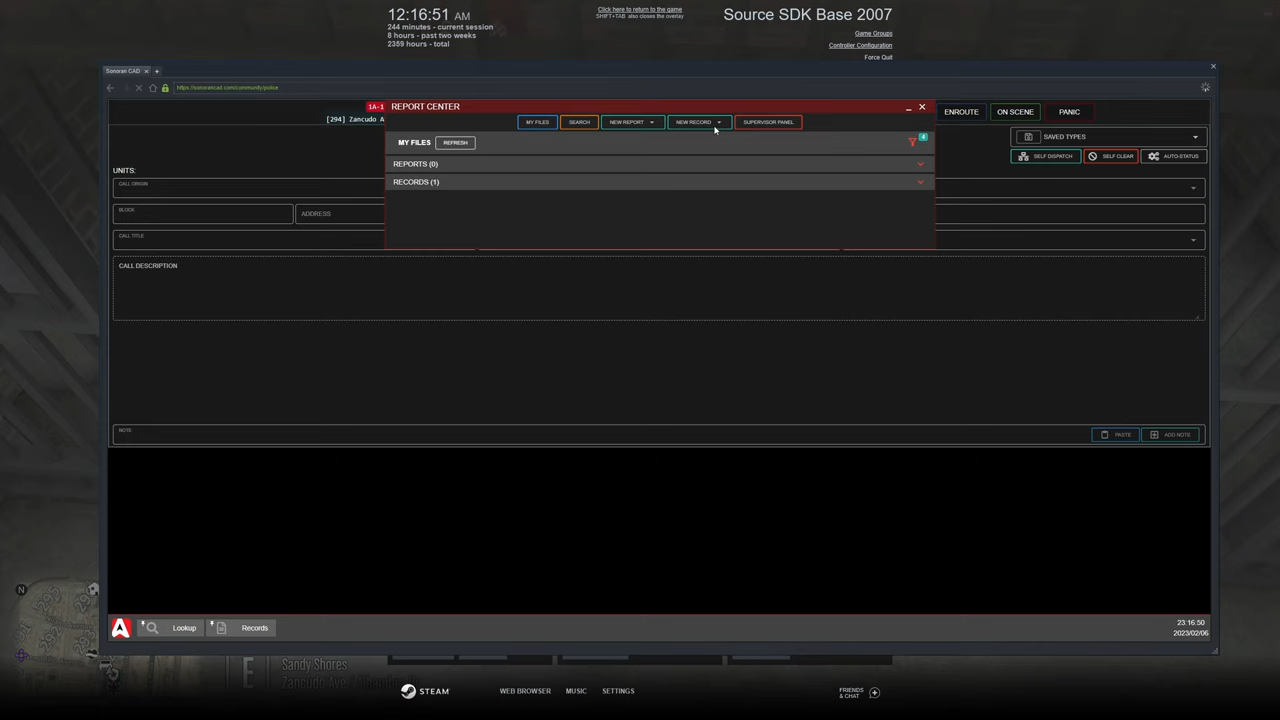 12:16:51 AM
244 minutes - current session
8 hours - past two weeks
2359 hours - total
Click here to return to the game
SHIFT+TAB also closes the overlay
Source SDK Base 2007
Game Groups
Controller Configuration
Force Quit
Sonoran CAD
https://sonorancad.com/community/police
1A-1
REPORT CENTER
[294] Zancudo A
ENROUTE
ON SCENE
PANIC
MY FILES
SEARCH
NEW REPORT
NEW RECORD
SUPERVISOR PANEL
SAVED TYPES
MY FILES
REFRESH
4
SELF DISPATCH
SELF CLEAR
AUTO-STATUS
REPORTS (0)
UNITS:
RECORDS (1)
CALL ORIGIN
BLOCK
ADDRESS
CALL TITLE
CALL DESCRIPTION
NOTE
PASTE
ADD NOTE
Lookup
Records
23:16:50
2023/02/06
N
295
E
Sandy Shores
Zancudo Ave
STEAM
WEB BROWSER
MUSIC
SETTINGS
FRIENDS
& CHAT